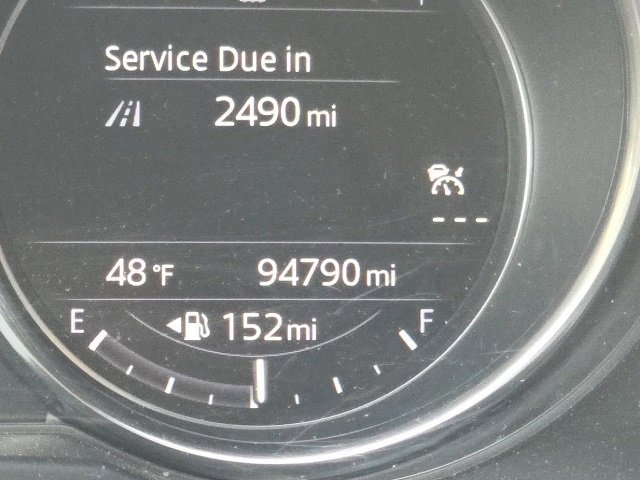 Service Due in
2490 mi
- - -
48 °F 94790 mi
E 152 mi F